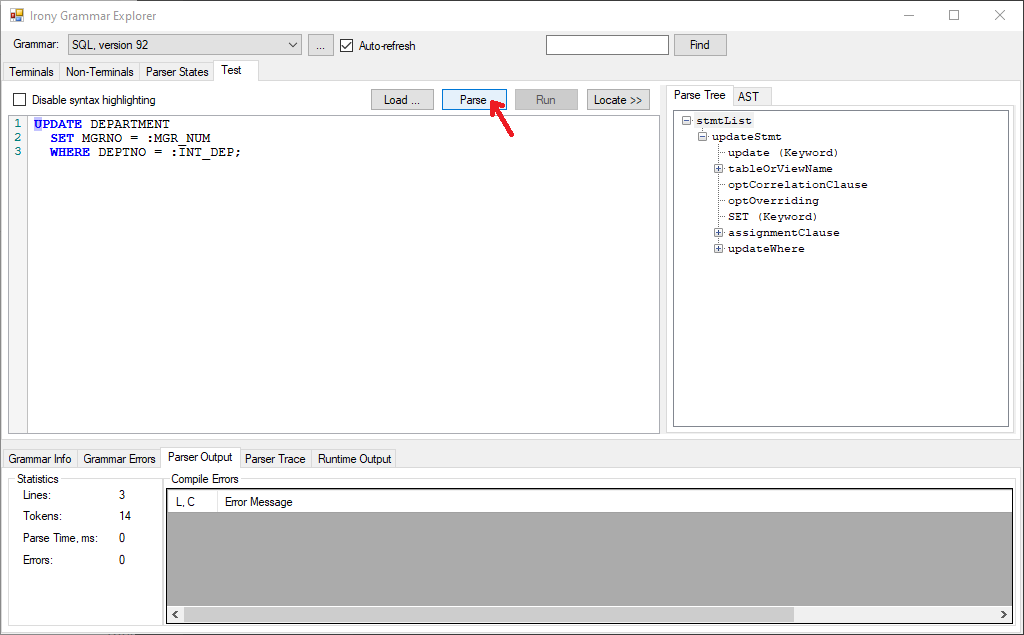 Irony Grammar Explorer
Grammar: SQL, version 92 ... Auto-refresh Find
Terminals Non-Terminals Parser States Test
Disable syntax highlighting Load ... Parse Run Locate >>
1 UPDATE DEPARTMENT
2 SET MGRNO = :MGR_NUM
3 WHERE DEPTNO = :INT_DEP;
Parse Tree AST
stmtList
updateStmt
update (Keyword)
tableOrViewName
optCorrelationClause
optOverriding
SET (Keyword)
assignmentClause
updateWhere
Grammar Info Grammar Errors Parser Output Parser Trace Runtime Output
Statistics
Lines: 3
Tokens: 14
Parse Time, ms: 0
Errors: 0
Compile Errors
L, C Error Message